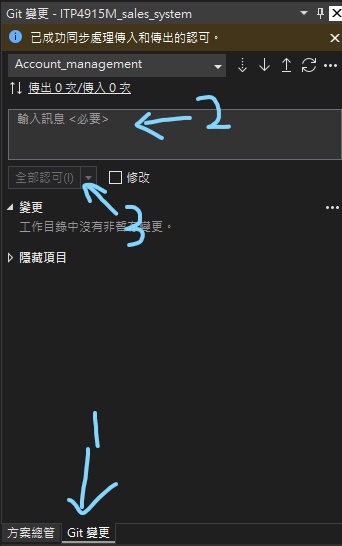 Git 變更 - ITP4915M_sales_system
已成功同步處理傳入和傳出的認可。
Account_management
傳出 0 次/傳入 0 次
輸入訊息 <必要>
2
全部認可(I)
修改
3
變更
工作目錄中沒有非暫存變更。
隱藏項目
1
方案總管
Git 變更